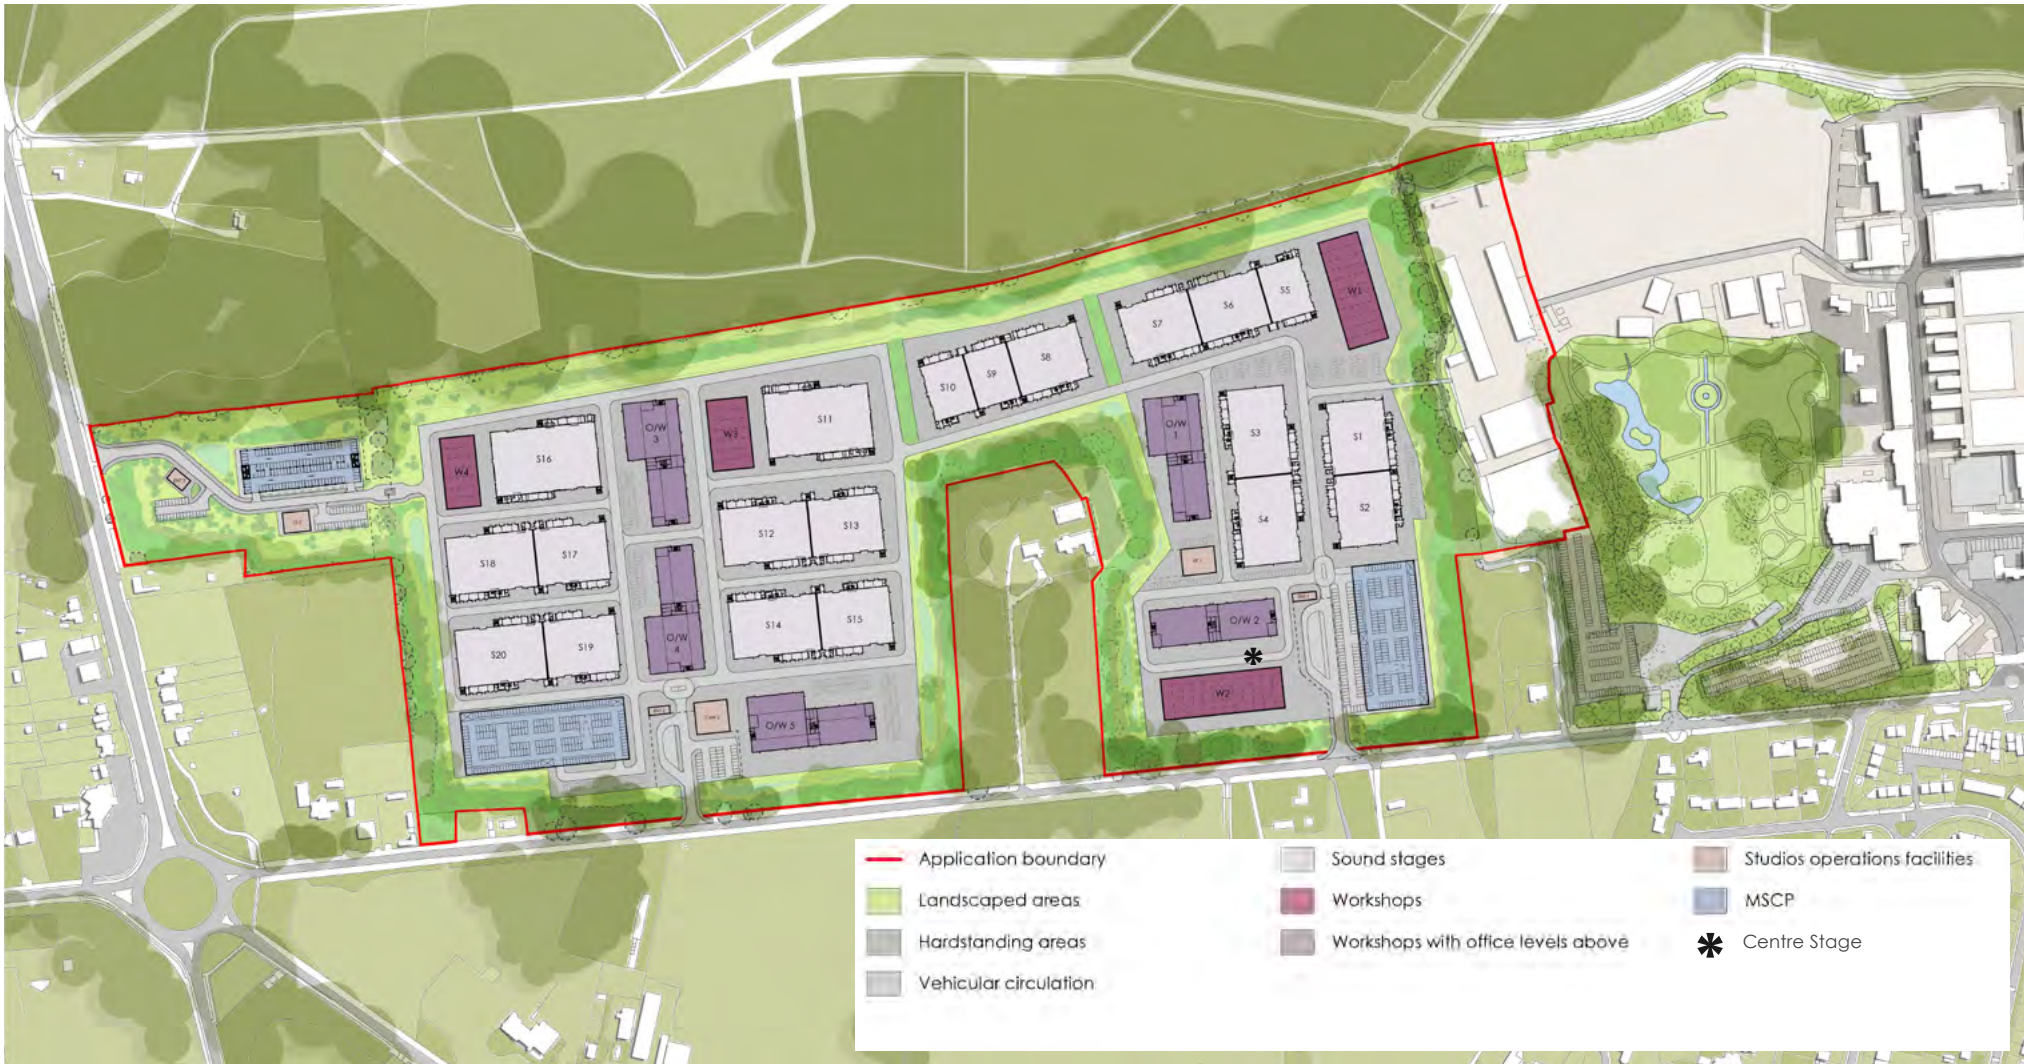 S5
S6
W1
S7
S8
S9
S10
S11
O/W
3
W3
O/W
1
S3
S1
S16
W4
S2
S4
S13
S12
S17
S18
S15
S14
O/W 2
O/W
4
S19
S20
W2
O/W 5
Application boundary
Landscaped areas
Hardstanding areas
Vehicular circulation
Sound stages
Workshops
Workshops with office levels above
Studios operations facilities
MSCP
Centre Stage